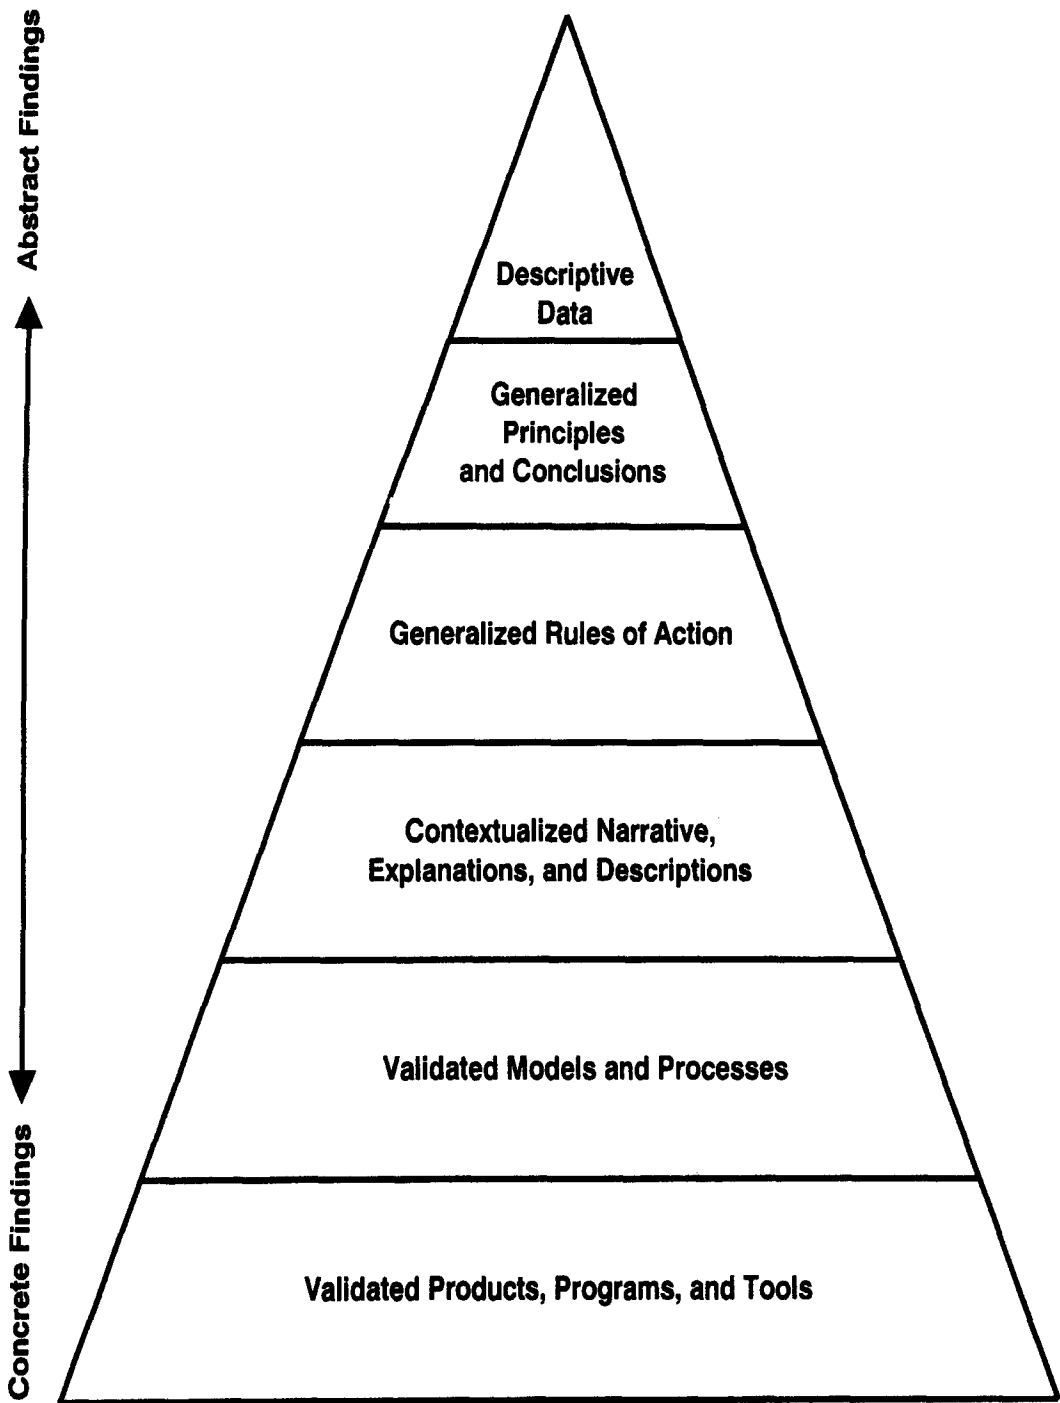 Abstract Findings
Descriptive
Data
Generalized
Principles
and Conclusions
Generalized Rules of Action
Contextualized Narrative,
Explanations, and Descriptions
Validated Models and Processes
Concrete Findings
Validated Products, Programs, and Tools